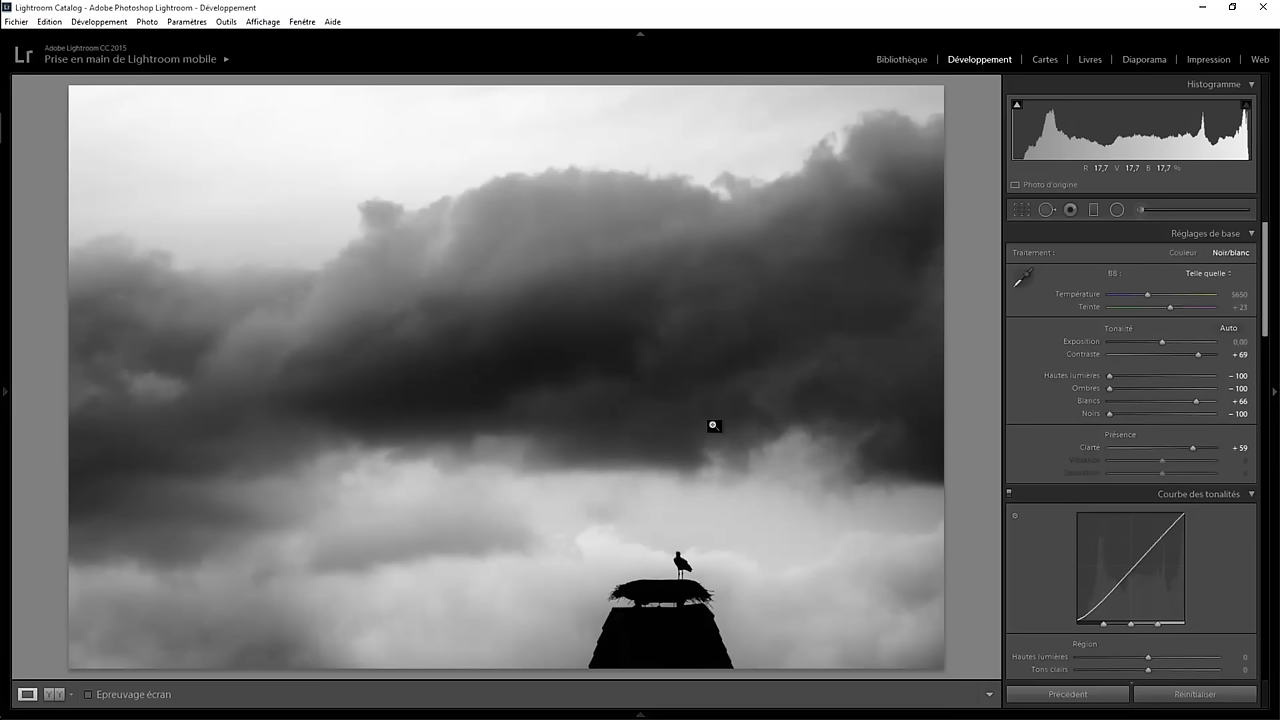 Lightroom Catalog - Adobe Photoshop Lightroom - Développement
Fichier Edition Développement Photo Paramètres Outils Affichage Fenêtre Aide
Lr
Adobe Lightroom CC 2015
Prise en main de Lightroom mobile
Bibliothèque | Développement | Cartes | Livres | Diaporama | Impression | Web
Histogramme
R 17,7 V 17,7 B 17,7 %
Photo d'origine
Réglages de base
Traitement : Couleur Noir/blanc
BB : Telle quelle
Température 5650
Teinte + 23
Tonalité Auto
Exposition 0,00
Contraste + 69
Hautes lumières − 100
Ombres − 100
Blancs + 66
Noirs − 100
Présence
Clarté + 59
Courbe des tonalités
Région
Hautes lumières 0
Tons clairs 0
Epreuvage écran
Précédent Réinitialiser